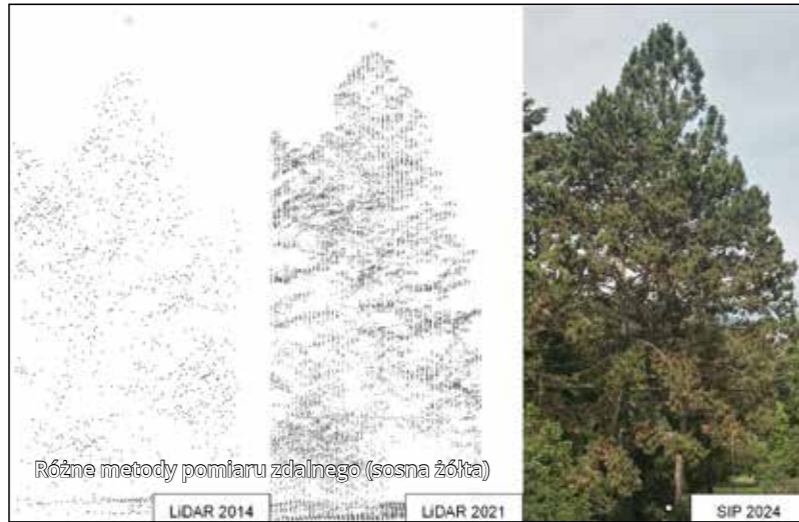 Różne metody pomiaru zdalnego (sosna żółta)
LiDAR 2014
LiDAR 2021
SIP 2024